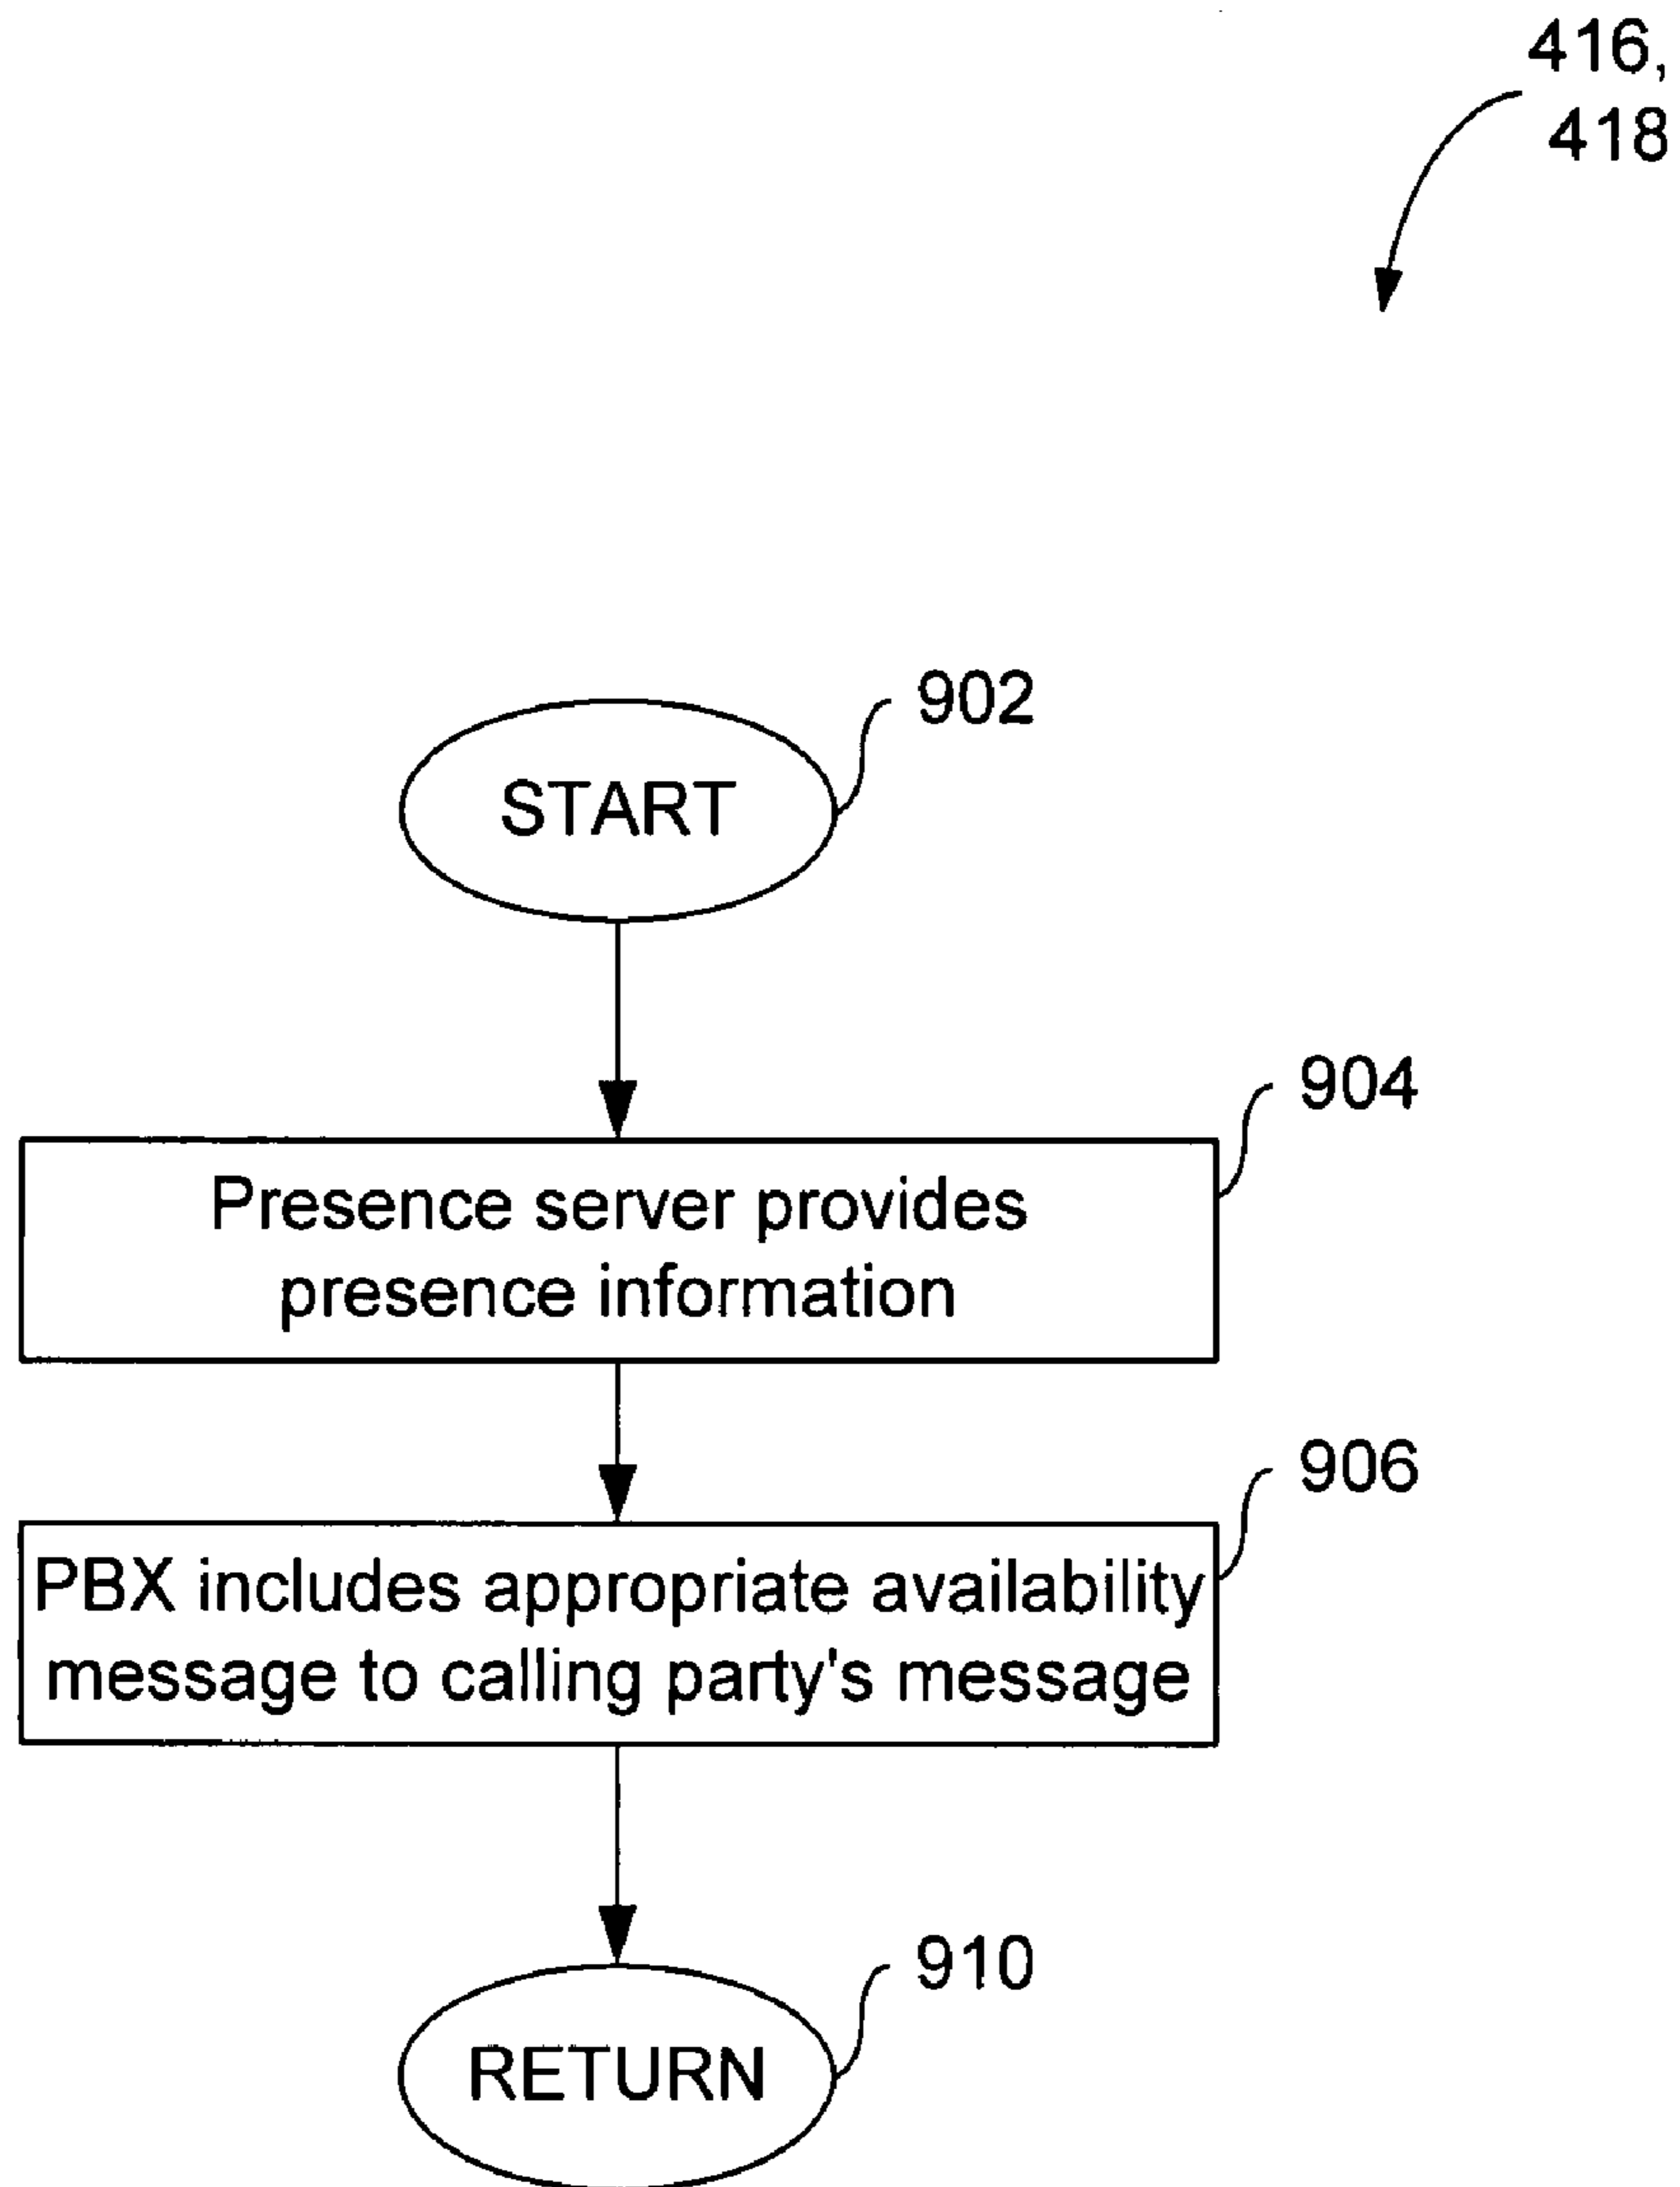 416,
418
902
START
904
Presence server provides
presence information
906
PBX includes appropriate availability
message to calling party's message
910
RETURN